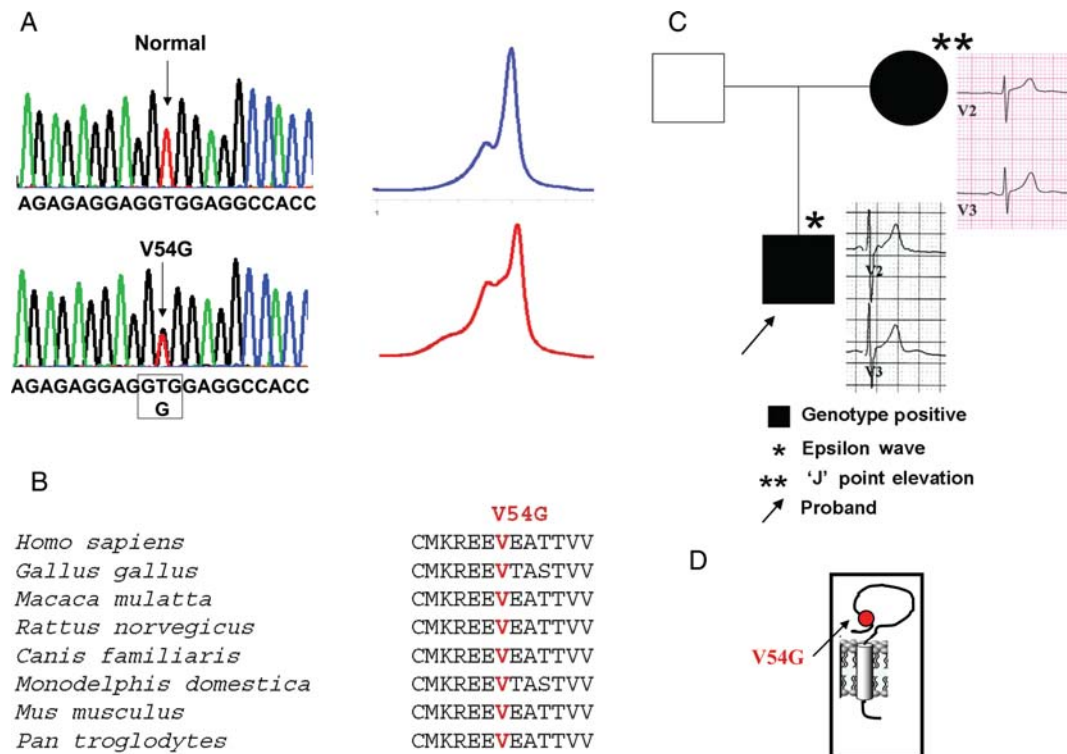 A
Normal
AGAGAGGAGGTGGAGGCCACC
1
V54G
AGAGAGGAGGTGGAGGCCACC
G
B
V54G
Homo sapiens CMKREEVEATTVV
Gallus gallus CMKREEVTASTVV
Macaca mulatta CMKREEVEATTVV
Rattus norvegicus CMKREEVEATTVV
Canis familiaris CMKREEVEATTVV
Monodelphis domestica CMKREEVTASTVV
Mus musculus CMKREEVEATTVV
Pan troglodytes CMKREEVEATTVV
C
**
V2
V3
*
V2
V3
Genotype positive
* Epsilon wave
** 'J' point elevation
Proband
D
V54G